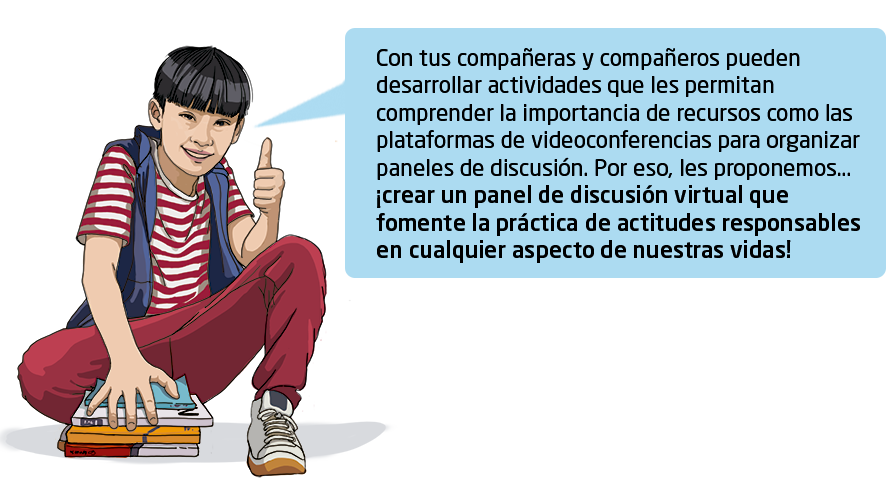 Con tus compañeras y compañeros pueden
desarrollar actividades que les permitan
comprender la importancia de recursos como las
plataformas de videoconferencias para organizar
paneles de discusión. Por eso, les proponemos...
¡crear un panel de discusión virtual que
fomente la práctica de actitudes responsables
en cualquier aspecto de nuestras vidas!